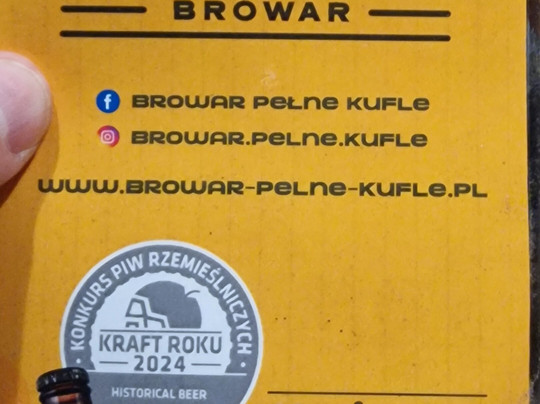 BROWAR
BROWAR PEŁNE KUFLE
BROWAR.PELNE.KUFLE
WWW.BROWAR-PELNE-KUFLE.PL
KONKURS PIW RZEMIEŚLNICZYCH
KRAFT ROKU
2024
HISTORICAL BEER